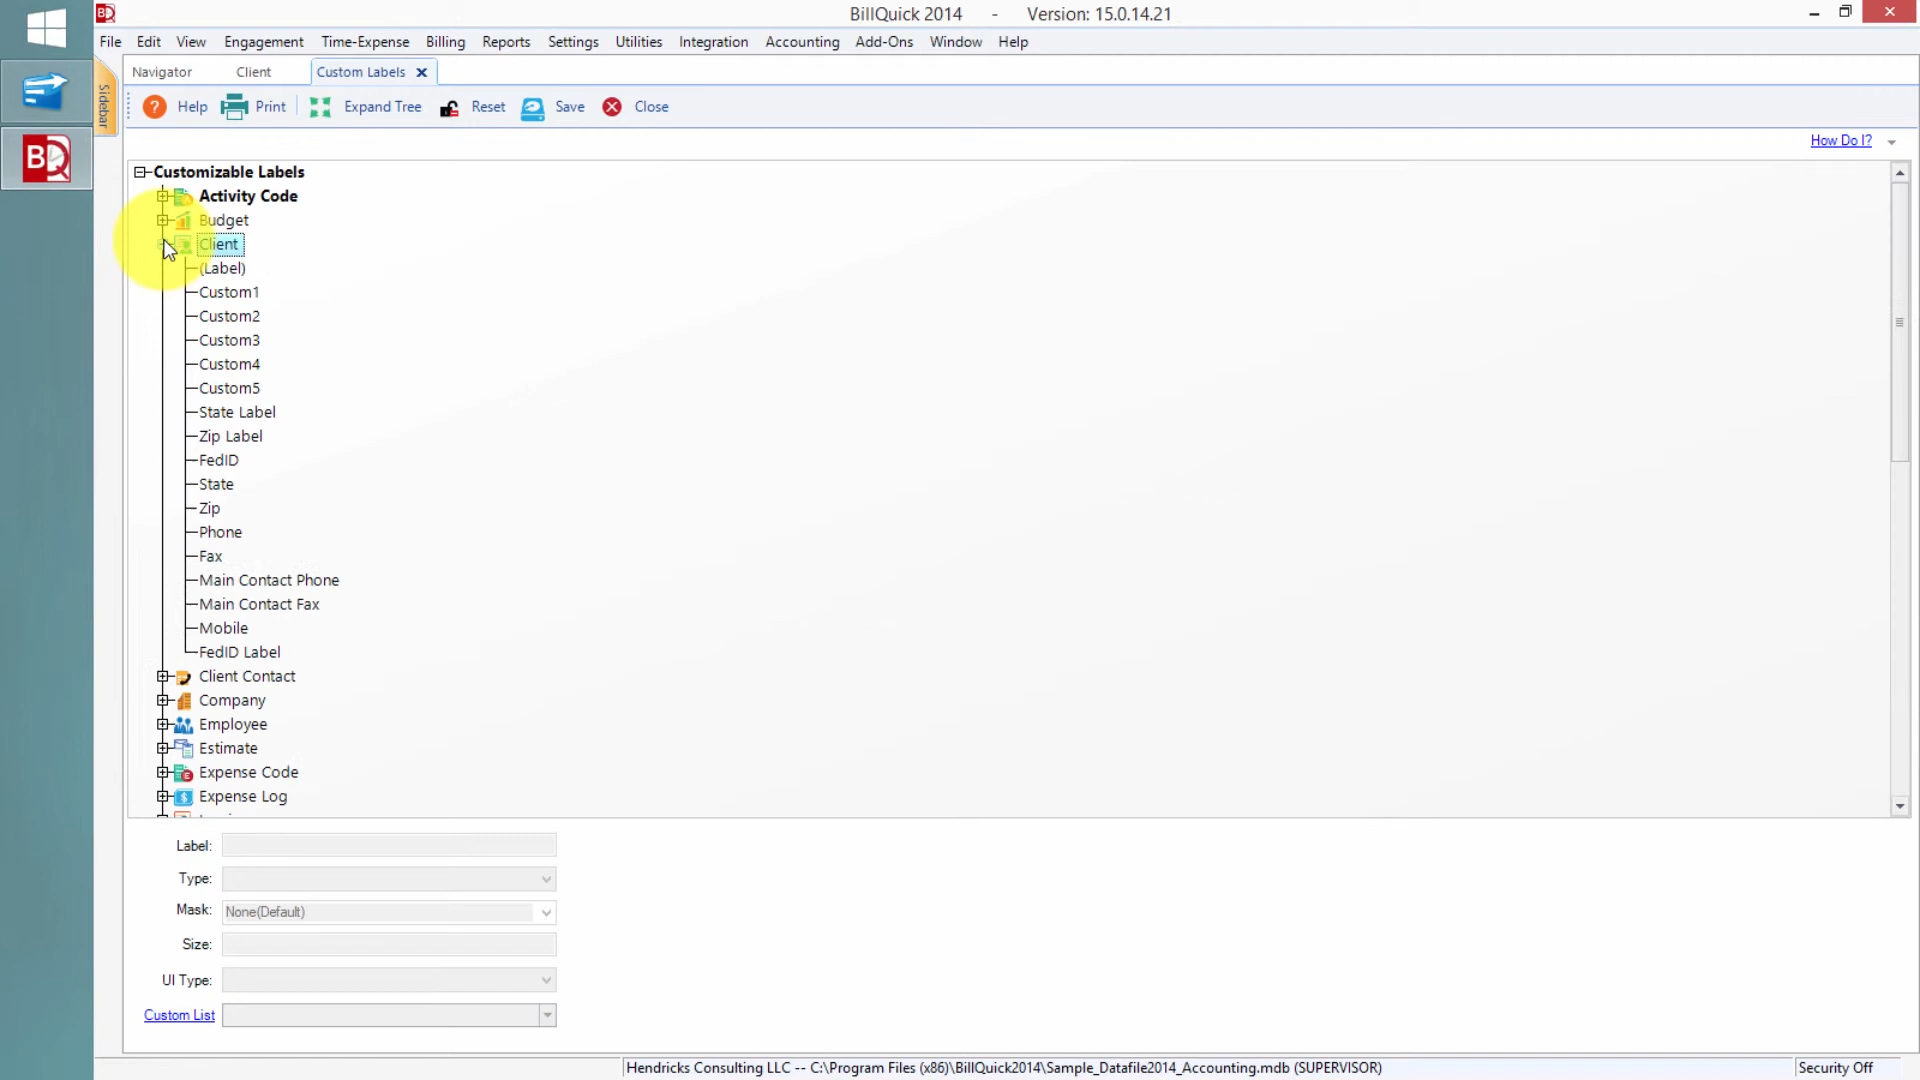 BillQuick 2014 - Version: 15.0.14.21
File Edit View Engagement Time-Expense Billing Reports Settings Utilities Integration Accounting Add-Ons Window Help
Navigator Client Custom Labels
Help Print Expand Tree Reset Save Close
Sidebar
How Do I?
Customizable Labels
Activity Code
Budget
Client
(Label)
Custom1
Custom2
Custom3
Custom4
Custom5
State Label
Zip Label
FedID
State
Zip
Phone
Fax
Main Contact Phone
Main Contact Fax
Mobile
FedID Label
Client Contact
Company
Employee
Estimate
Expense Code
Expense Log
Label:
Type:
Mask: None(Default)
Size:
UI Type:
Custom List
Hendricks Consulting LLC -- C:\Program Files (x86)\BillQuick2014\Sample_Datafile2014_Accounting.mdb (SUPERVISOR) Security Off